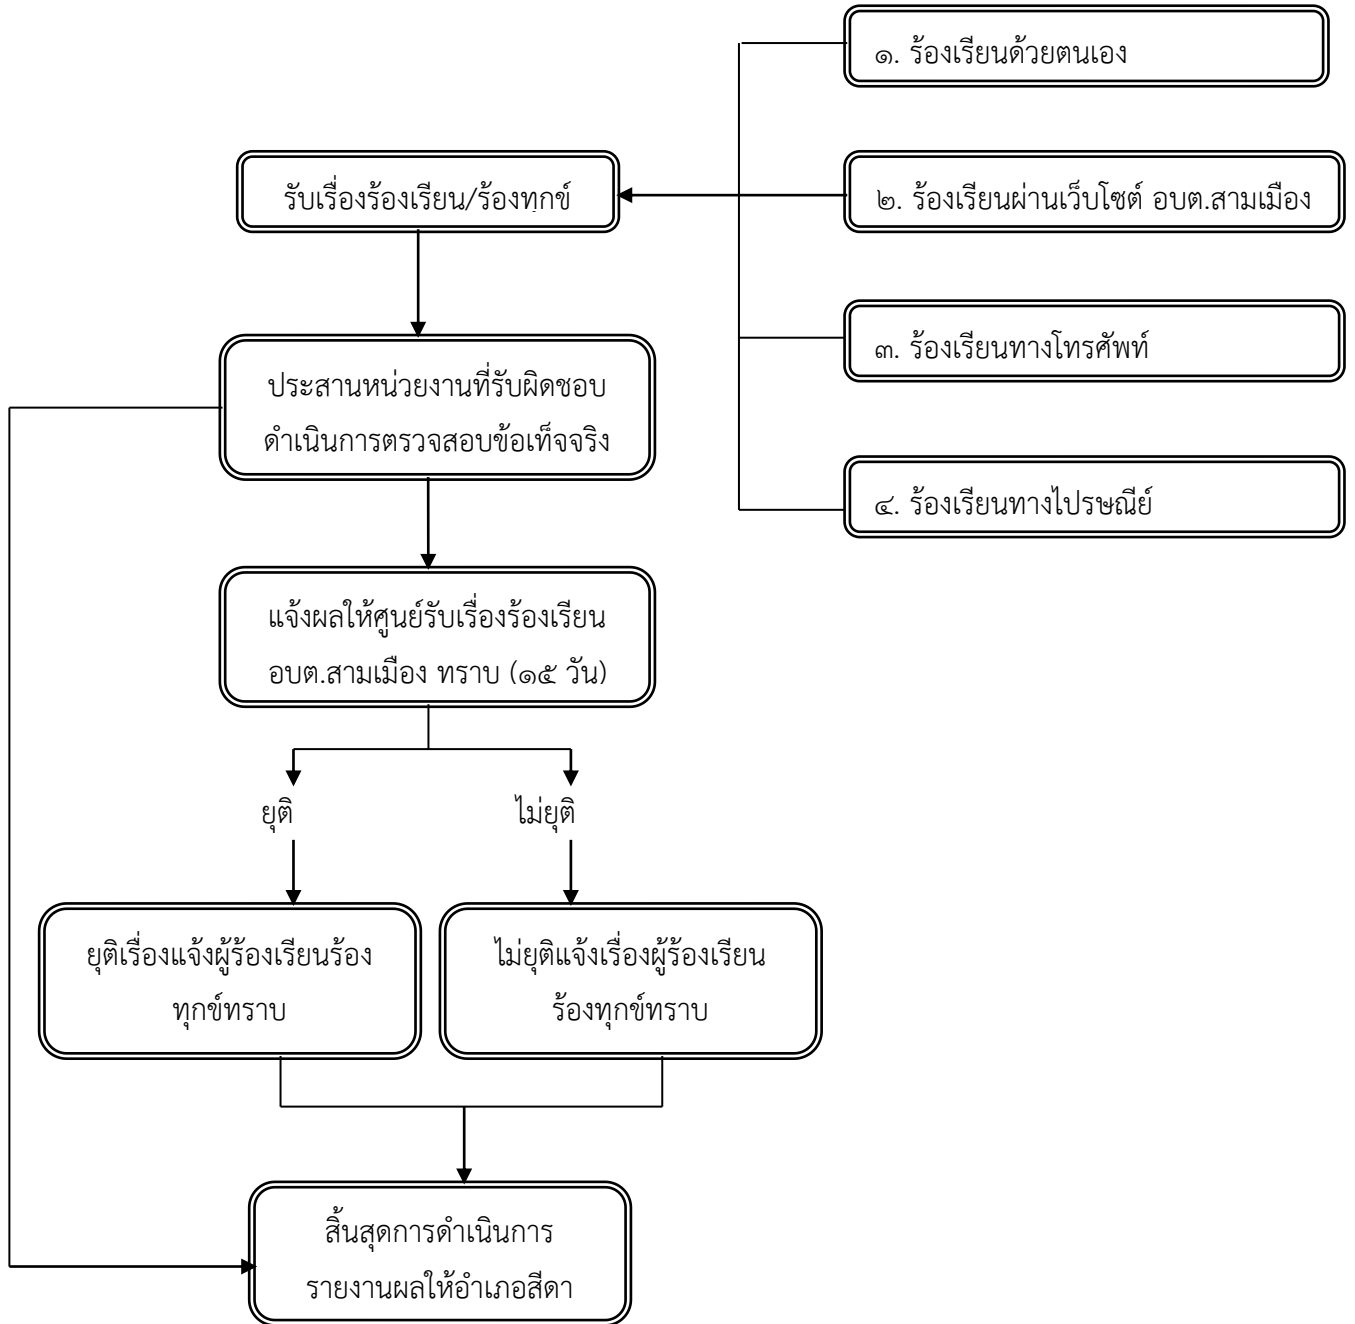 ๑. ร้องเรียนด้วยตนเอง
รับเรื่องร้องเรียน/ร้องทุกข์
๒. ร้องเรียนผ่านเว็บไซต์ อบต.สามเมือง
๓. ร้องเรียนทางโทรศัพท์
ประสานหน่วยงานที่รับผิดชอบ
ดำเนินการตรวจสอบข้อเท็จจริง
๔. ร้องเรียนทางไปรษณีย์
แจ้งผลให้ศูนย์รับเรื่องร้องเรียน
อบต.สามเมือง ทราบ (๑๕ วัน)
ยุติ
ไม่ยุติ
ยุติเรื่องแจ้งผู้ร้องเรียนร้อง
ทุกข์ทราบ
ไม่ยุติแจ้งเรื่องผู้ร้องเรียน
ร้องทุกข์ทราบ
สิ้นสุดการดำเนินการ
รายงานผลให้อำเภอสีดา